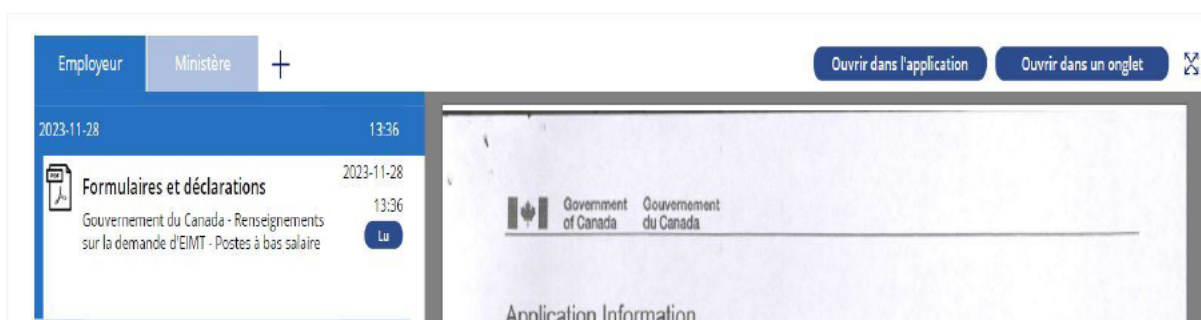 Employeur
Ministère
+
Ouvrir dans l'application
Ouvrir dans un onglet
2023-11-28
13:36
PDF
Formulaires et déclarations
2023-11-28
13:36
Gouvernement du Canada - Renseignements
sur la demande d'EIMT - Postes à bas salaire
Lu
Government
of Canada
Gouvernement
du Canada
Application Information